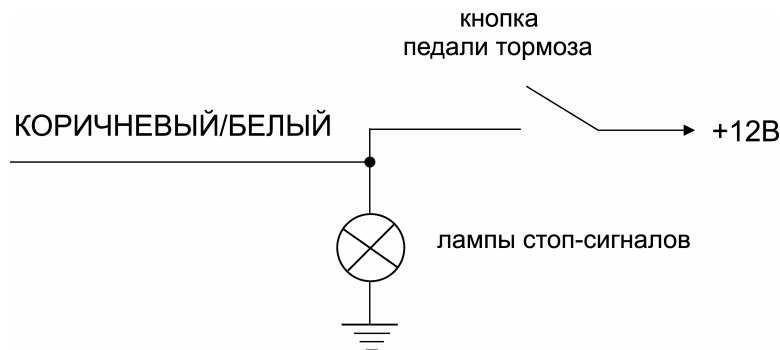 кнопка
педали тормоза
КОРИЧНЕВЫЙ/БЕЛЫЙ
+12В
лампы стоп-сигналов